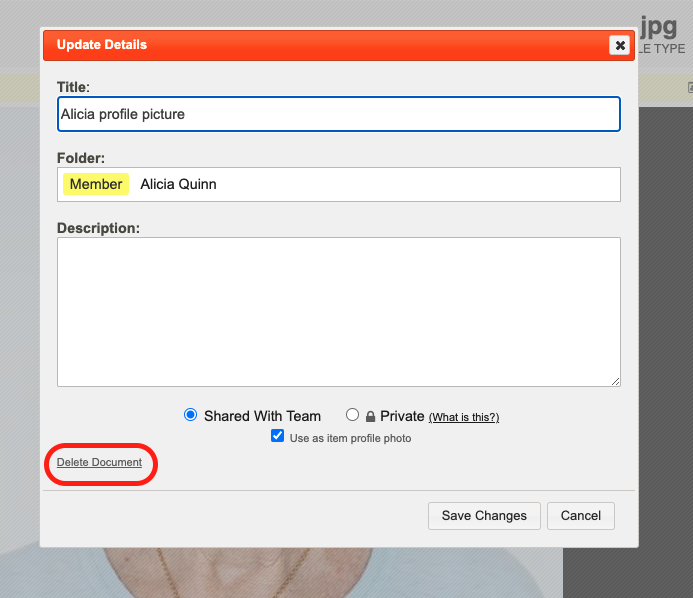 jpg
LE TYPE
Update Details
Title:
Alicia profile picture
Folder:
Member Alicia Quinn
Description:
Shared With Team Private (What is this?)
Use as item profile photo
Delete Document
Save Changes Cancel